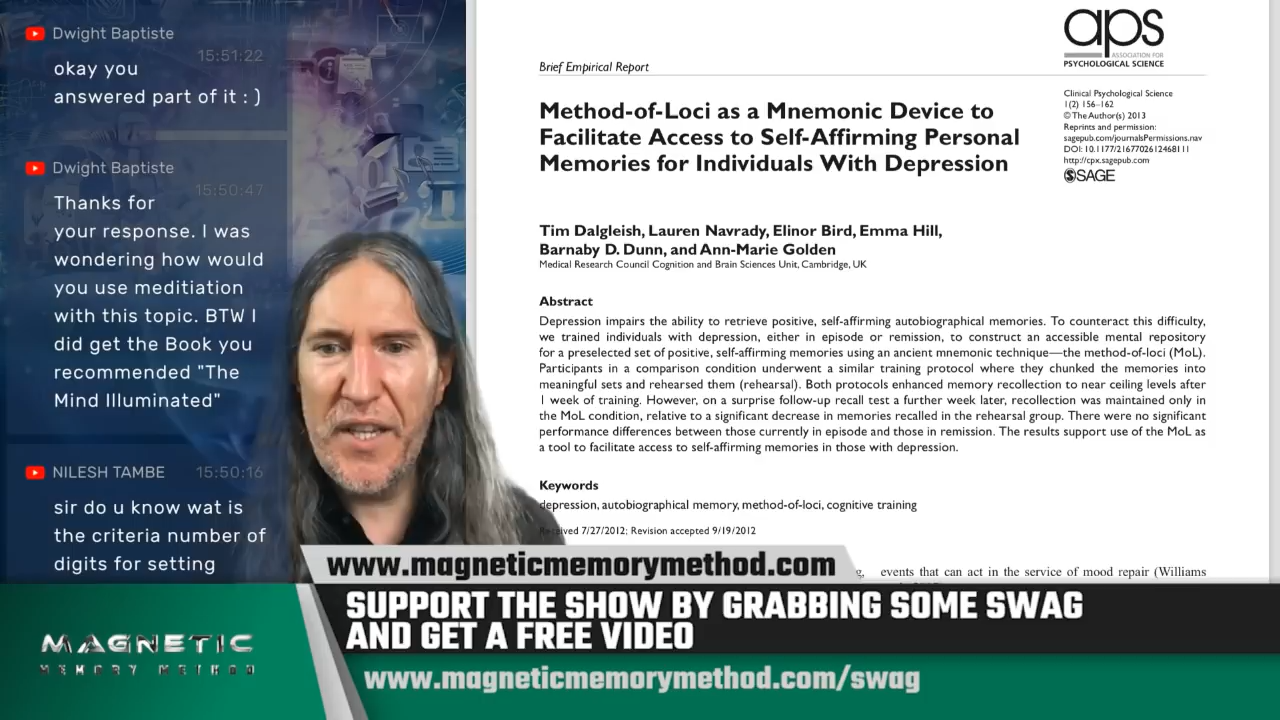 Dwight Baptiste
15:51:22
okay you
answered part of it : )
Dwight Baptiste
15:50:47
Thanks for
your response. I was
wondering how would
you use meditiation
with this topic. BTW I
did get the Book you
recommended "The
Mind Illuminated"
NILESH TAMBE 15:50:16
sir do u know wat is
the criteria number of
digits for setting
aps
ASSOCIATION FOR
PSYCHOLOGICAL SCIENCE
Brief Empirical Report
Clinical Psychological Science
1(2) 156–162
© The Author(s) 2013
Reprints and permission:
sagepub.com/journalsPermissions.nav
DOI: 10.1177/2167702612468111
http://cpx.sagepub.com
SAGE
Method-of-Loci as a Mnemonic Device to
Facilitate Access to Self-Affirming Personal
Memories for Individuals With Depression
Tim Dalgleish, Lauren Navrady, Elinor Bird, Emma Hill,
Barnaby D. Dunn, and Ann-Marie Golden
Medical Research Council Cognition and Brain Sciences Unit, Cambridge, UK
Abstract
Depression impairs the ability to retrieve positive, self-affirming autobiographical memories. To counteract this difficulty,
we trained individuals with depression, either in episode or remission, to construct an accessible mental repository
for a preselected set of positive, self-affirming memories using an ancient mnemonic technique—the method-of-loci (MoL).
Participants in a comparison condition underwent a similar training protocol where they chunked the memories into
meaningful sets and rehearsed them (rehearsal). Both protocols enhanced memory recollection to near ceiling levels after
1 week of training. However, on a surprise follow-up recall test a further week later, recollection was maintained only in
the MoL condition, relative to a significant decrease in memories recalled in the rehearsal group. There were no significant
performance differences between those currently in episode and those in remission. The results support use of the MoL as
a tool to facilitate access to self-affirming memories in those with depression.
Keywords
depression, autobiographical memory, method-of-loci, cognitive training
Received 7/27/2012; Revision accepted 9/19/2012
events that can act in the service of mood repair (Williams
www.magneticmemorymethod.com
SUPPORT THE SHOW BY GRABBING SOME SWAG
AND GET A FREE VIDEO
www.magneticmemorymethod.com/swag
MAGNETIC
MEMORY METHOD